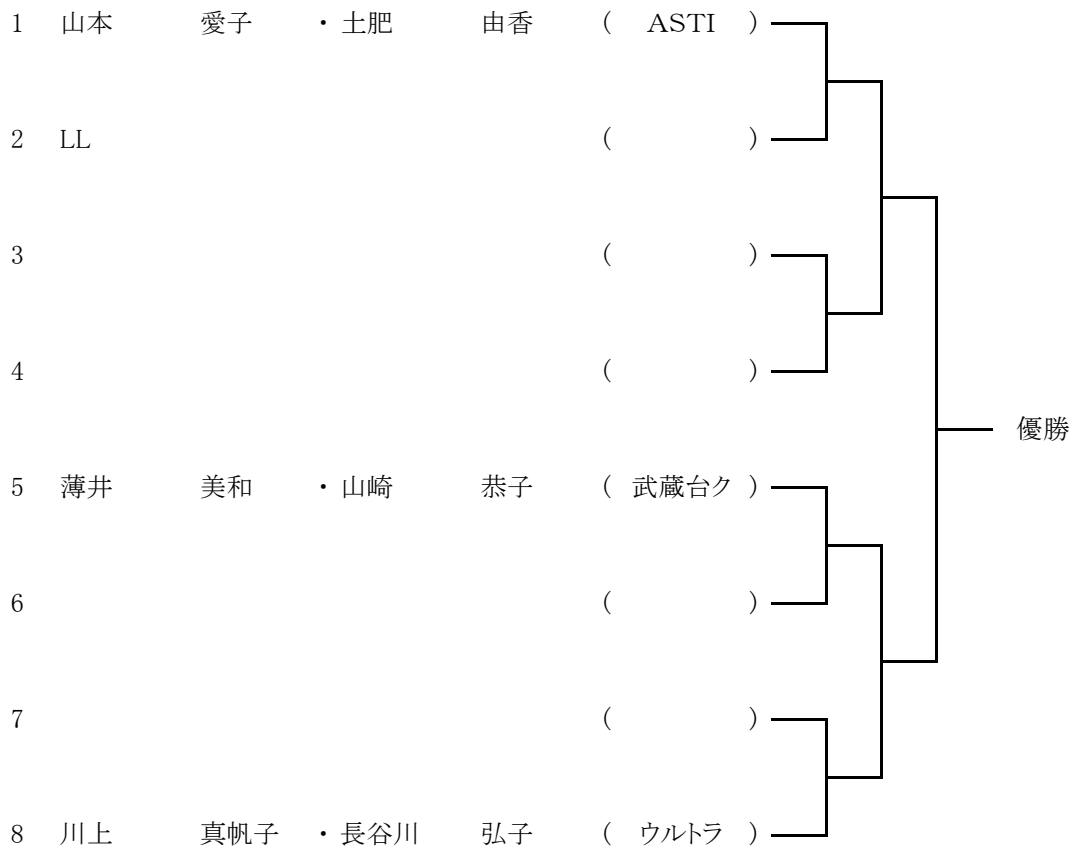 1 山本 愛子 ・ 土肥 由香 ( ASTI )
2 LL ( )
3 ( )
4 ( )
優勝
5 薄井 美和 ・ 山崎 恭子 ( 武蔵台ク )
6 ( )
7 ( )
8 川上 真帆子 ・ 長谷川 弘子 ( ウルトラ )